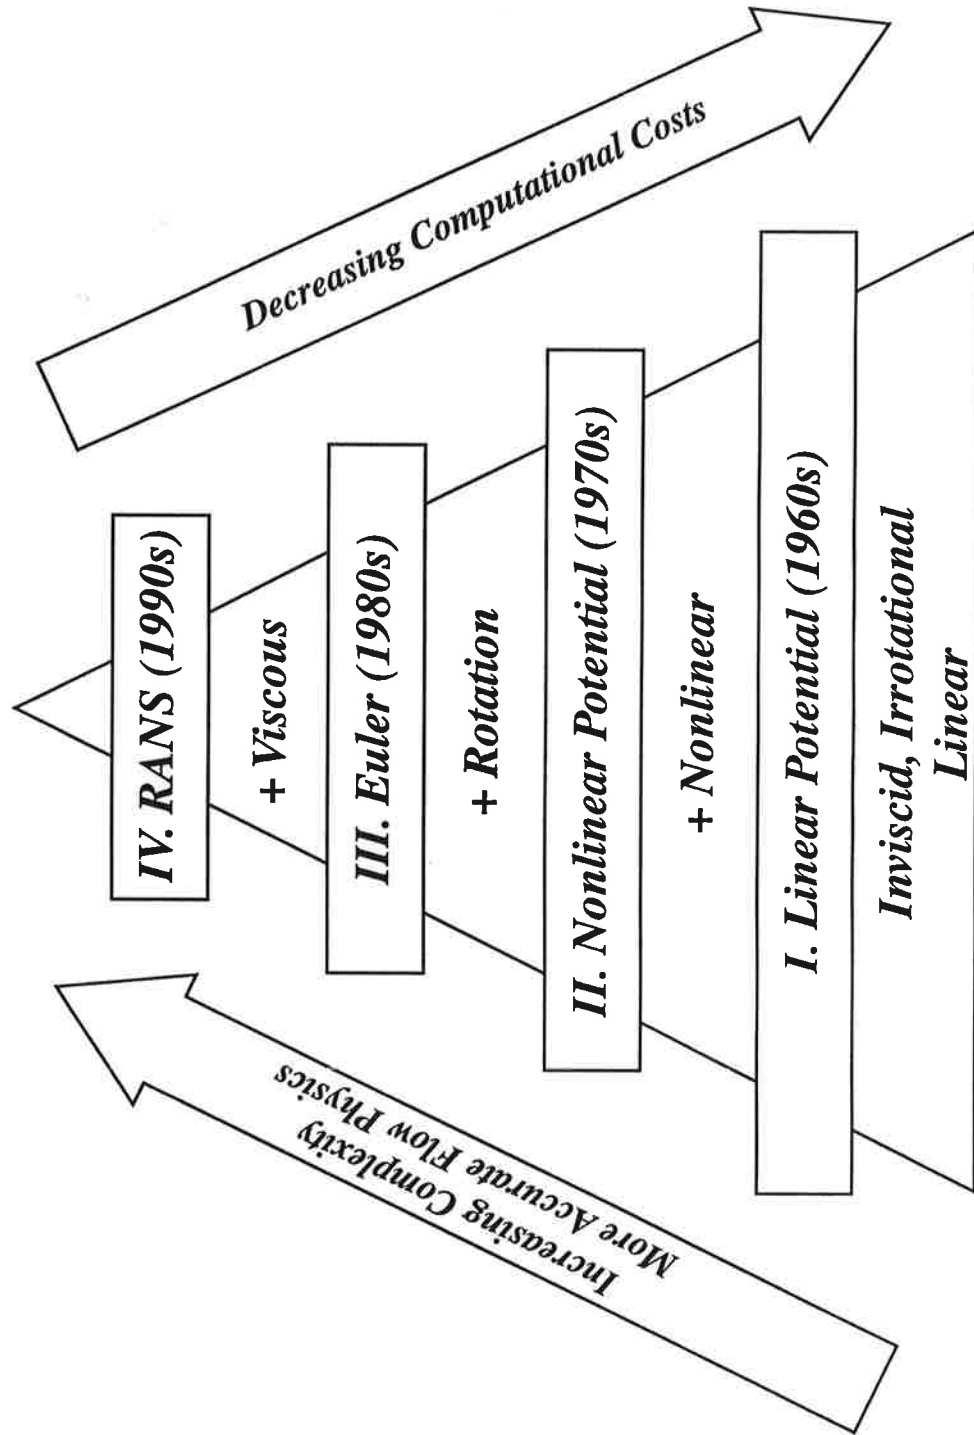 Increasing Complexity
More Accurate Flow Physics
Decreasing Computational Costs
IV. RANS (1990s)
+ Viscous
III. Euler (1980s)
+ Rotation
II. Nonlinear Potential (1970s)
+ Nonlinear
I. Linear Potential (1960s)
Inviscid, Irrotational
Linear